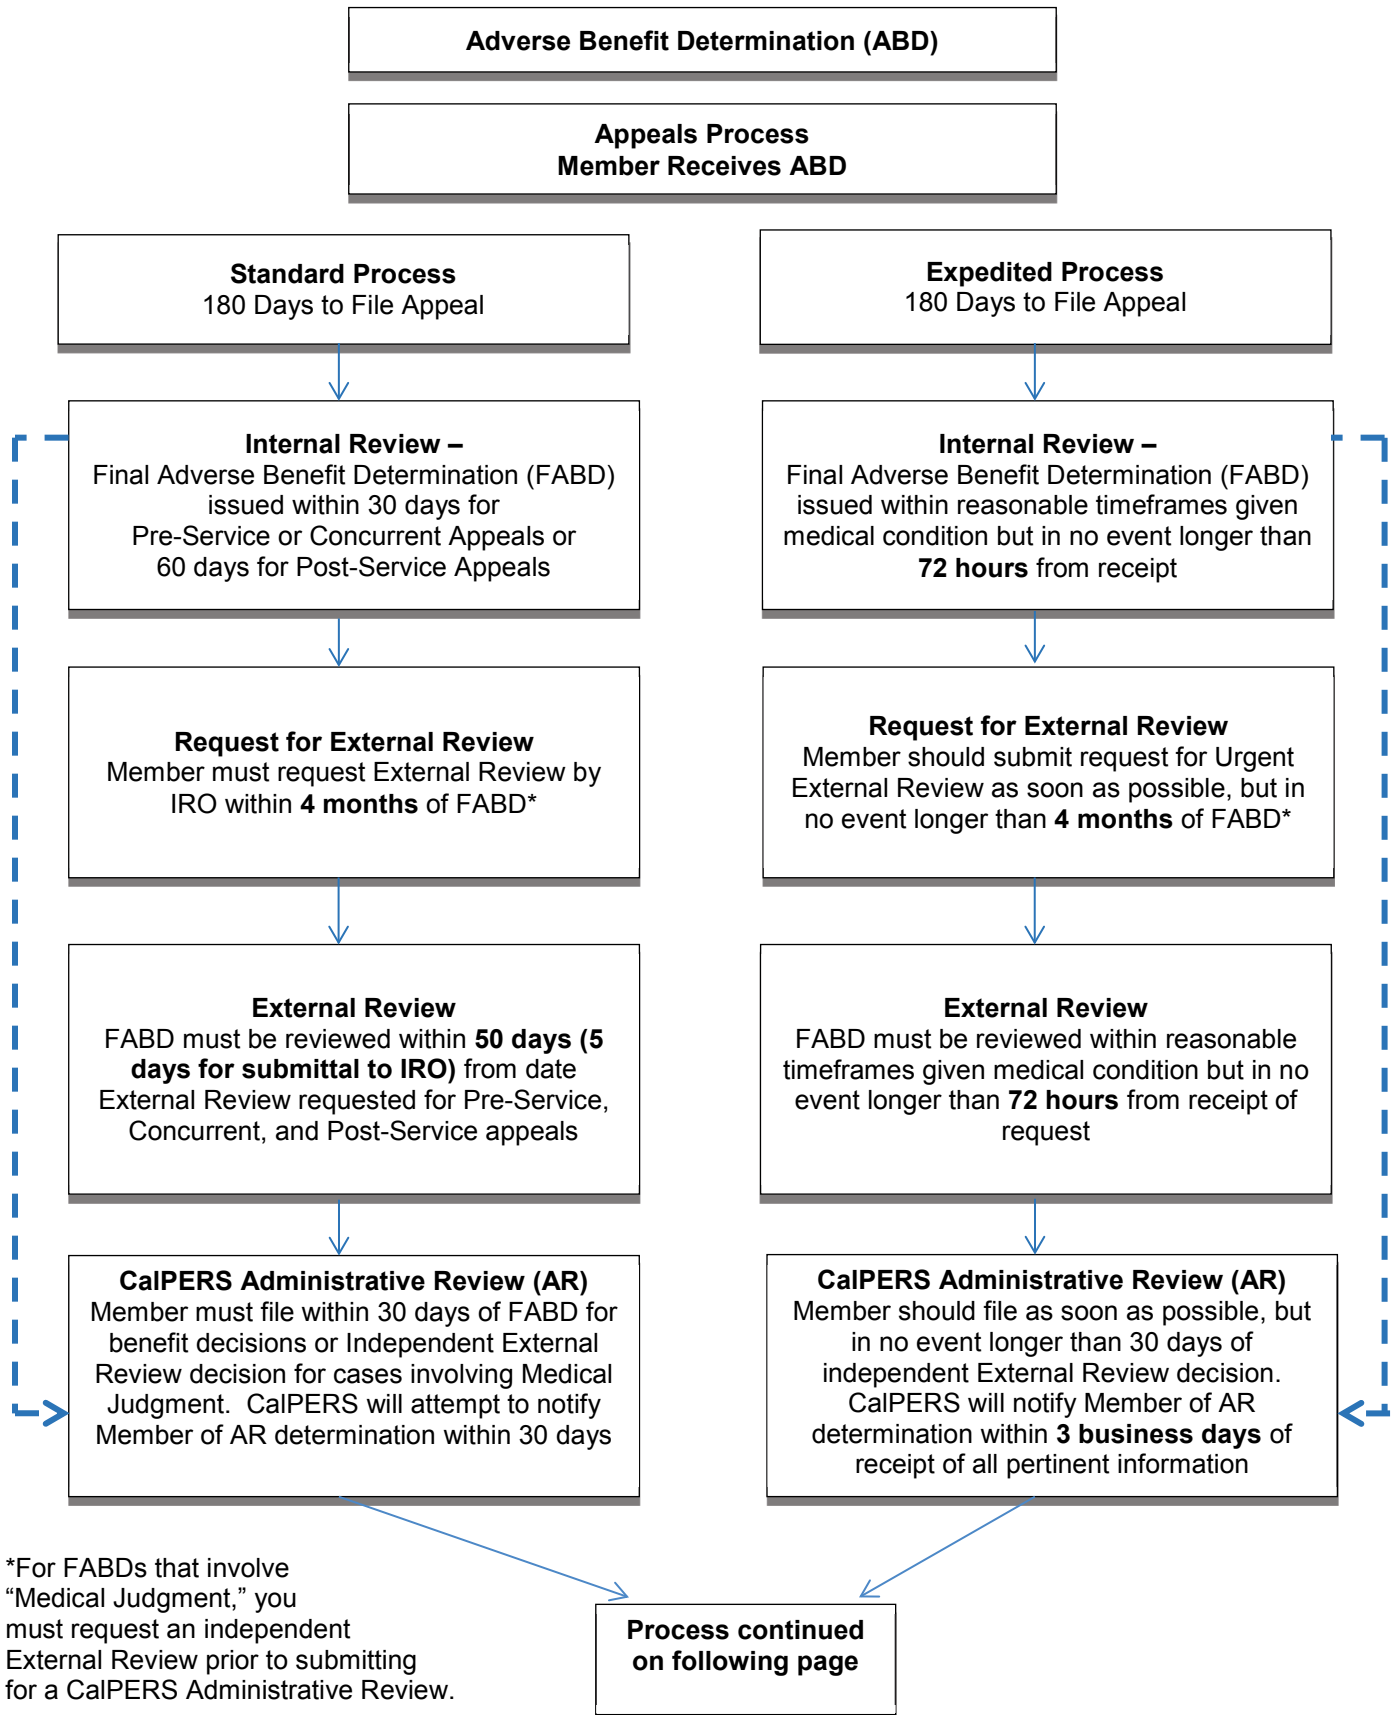 Adverse Benefit Determination (ABD)
Appeals Process
Member Receives ABD
Standard Process
180 Days to File Appeal
Expedited Process
180 Days to File Appeal
Internal Review –
Final Adverse Benefit Determination (FABD)
issued within 30 days for
Pre-Service or Concurrent Appeals or
60 days for Post-Service Appeals
Internal Review –
Final Adverse Benefit Determination (FABD)
issued within reasonable timeframes given
medical condition but in no event longer than
72 hours from receipt
Request for External Review
Member must request External Review by
IRO within 4 months of FABD*
Request for External Review
Member should submit request for Urgent
External Review as soon as possible, but in
no event longer than 4 months of FABD*
External Review
FABD must be reviewed within 50 days (5
days for submittal to IRO) from date
External Review requested for Pre-Service,
Concurrent, and Post-Service appeals
External Review
FABD must be reviewed within reasonable
timeframes given medical condition but in no
event longer than 72 hours from receipt of
request
CalPERS Administrative Review (AR)
Member must file within 30 days of FABD for
benefit decisions or Independent External
Review decision for cases involving Medical
Judgment. CalPERS will attempt to notify
Member of AR determination within 30 days
CalPERS Administrative Review (AR)
Member should file as soon as possible, but
in no event longer than 30 days of
independent External Review decision.
CalPERS will notify Member of AR
determination within 3 business days of
receipt of all pertinent information
*For FABDs that involve
“Medical Judgment,” you
must request an independent
External Review prior to submitting
for a CalPERS Administrative Review.
Process continued
on following page